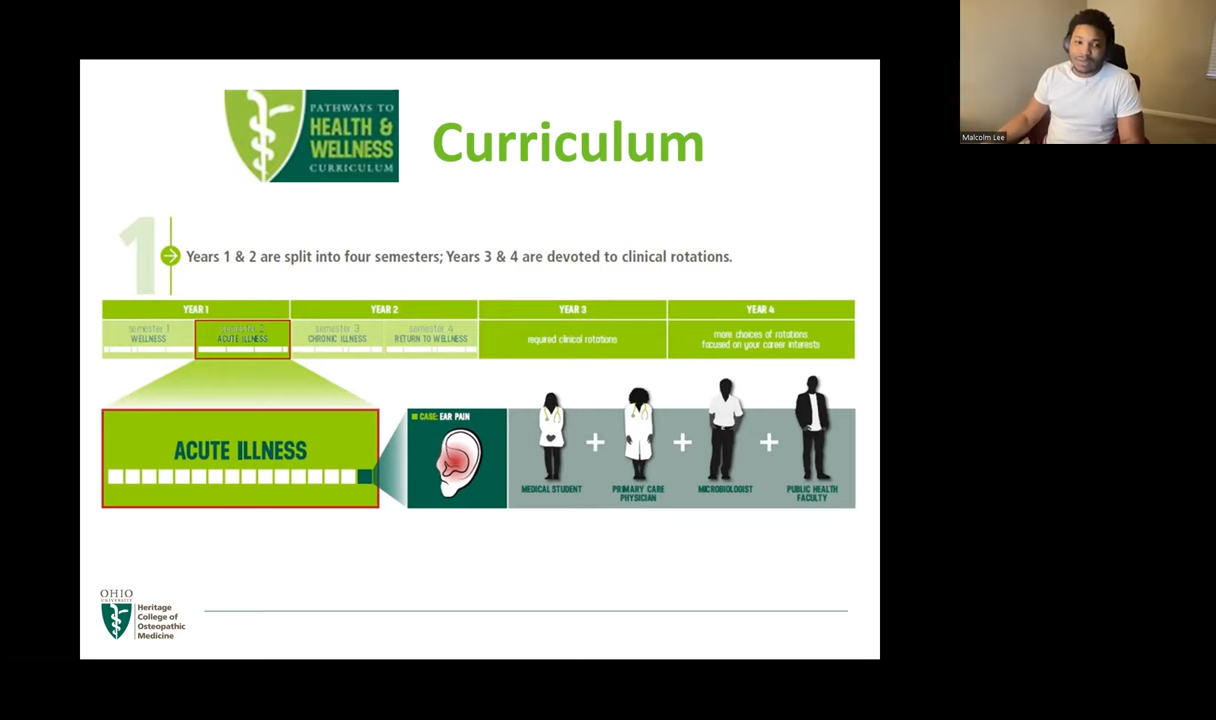 Malcolm Lee
PATHWAYS TO
HEALTH &
WELLNESS
CURRICULUM
Curriculum
1
Years 1 & 2 are split into four semesters; Years 3 & 4 are devoted to clinical rotations.
YEAR 1 YEAR 2 YEAR 3 YEAR 4
semester 1 semester 2 semester 3 semester 4
WELLNESS ACUTE ILLNESS CHRONIC ILLNESS RETURN TO WELLNESS
required clinical rotations
more choices of rotations
focused on your career interests
ACUTE ILLNESS
CASE: EAR PAIN
MEDICAL STUDENT
PRIMARY CARE
PHYSICIAN
MICROBIOLOGIST
PUBLIC HEALTH
FACULTY
+ + +
OHIO
UNIVERSITY
Heritage
College of
Osteopathic
Medicine